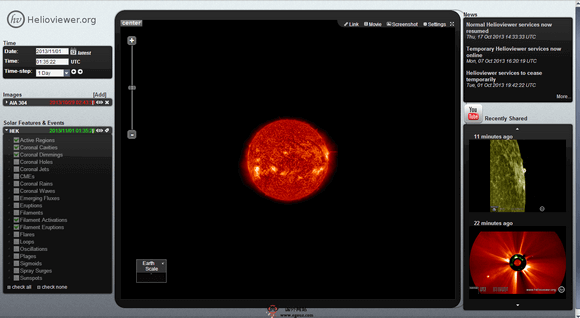 Helioviewer.org
Time
Date: 2013/11/01 latest
Time: 01:35:22 UTC
Time-step: 1 Day
Images [Add]
AIA 304
Solar Features & Events
HEK 2013/11/01 01:35:2
Active Regions
Coronal Cavities
Coronal Dimmings
Coronal Holes
Coronal Jets
CMEs
Coronal Rains
Coronal Waves
Emerging Fluxes
Eruptions
Filaments
Filament Activations
Filament Eruptions
Flares
Loops
Oscillations
Plages
Sigmoids
Spray Surges
Sunspots
check all check none
center
Link Movie Screenshot Settings
Earth
Scale
News
Normal Helioviewer services now
resumed
Thu, 17 Oct 2013 14:33:33 UTC
Temporary Helioviewer services now
online
Mon, 07 Oct 2013 16:20:19 UTC
Helioviewer services to cease
temporarily
Tue, 01 Oct 2013 19:42:22 UTC
More...
You
Tube
Recently Shared
11 minutes ago
22 minutes ago